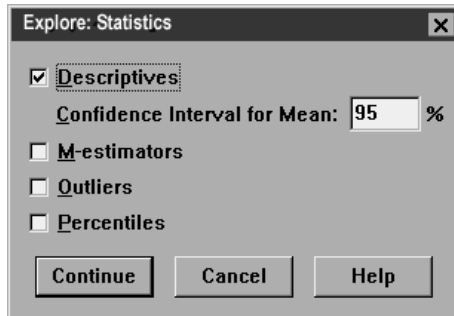 Explore: Statistics
Descriptives
Confidence Interval for Mean: 95 %
M-estimators
Outliers
Percentiles
Continue Cancel Help